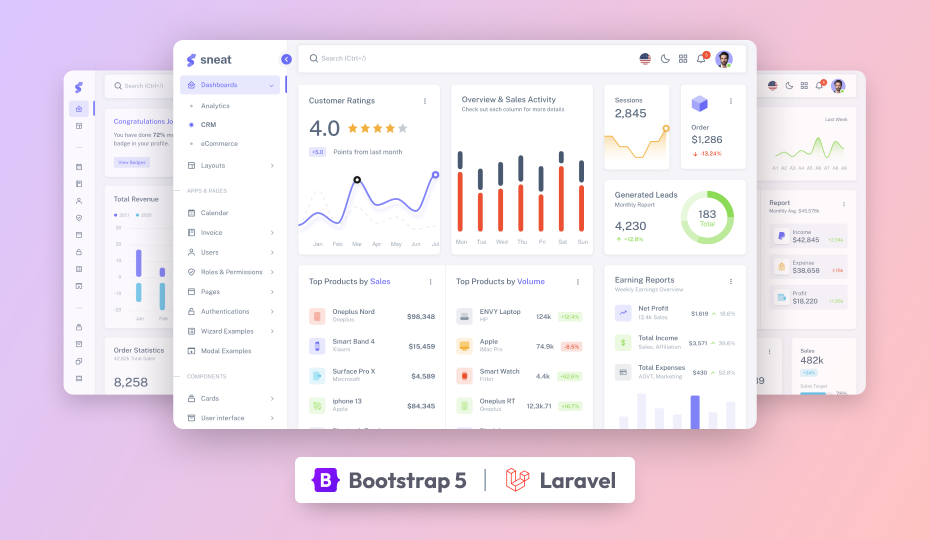 Search (Ctrl+/)
Congratulations Jo
You have done 72% m
badge in your profile.
View Badges
Total Revenue
2021
2020
30
20
10
0
-10
-20
Jan
Feb
Order Statistics
42.82k Total Sales
8,258
sneat
Dashboards
Analytics
CRM
eCommerce
Layouts
APPS & PAGES
Calendar
Invoice
Users
Roles & Permissions
Pages
Authentications
Wizard Examples
Modal Examples
COMPONENTS
Cards
User interface
Search (Ctrl+/)
Customer Ratings
4.0
+5.0 Points from last month
Jan Feb Mar Apr May Jun Jul
Overview & Sales Activity
Check out each column for more details
Mon Tue Wed Thu Fri Sat Sun
Sessions
2,845
Order
$1,286
-13.24%
Generated Leads
Monthly Report
4,230
+12.8%
183
Total
Top Products by Sales
Oneplus Nord
Oneplus
$98,348
Smart Band 4
Xiaomi
$15,459
Surface Pro X
$4,589
iphone 13
Apple
$84,345
Top Products by Volume
ENVY Laptop
HP
124k
+12.4%
Apple
iMac Pro
74.9k
-8.5%
Smart Watch
Fitbit
4.4k
+62.6%
Oneplus RT
Oneplus
12,3k.71
+16.7%
Earning Reports
Weekly Earnings Overview
Net Profit
12.4k Sales
$1,619
18.6%
Total Income
Sales, Affiliation
$3,571
39.6%
Total Expenses
ADVT, Marketing
$430
52.8%
Last Week
A1 A2 A3 A4 A5 A6 A7 A8 A9
Report
Monthly Avg. $45.578k
Income
$42,845
Expense
$38,658
Profit
$18,220
Sales
482k
+34%
Sales Target
78%
Bootstrap 5
Laravel